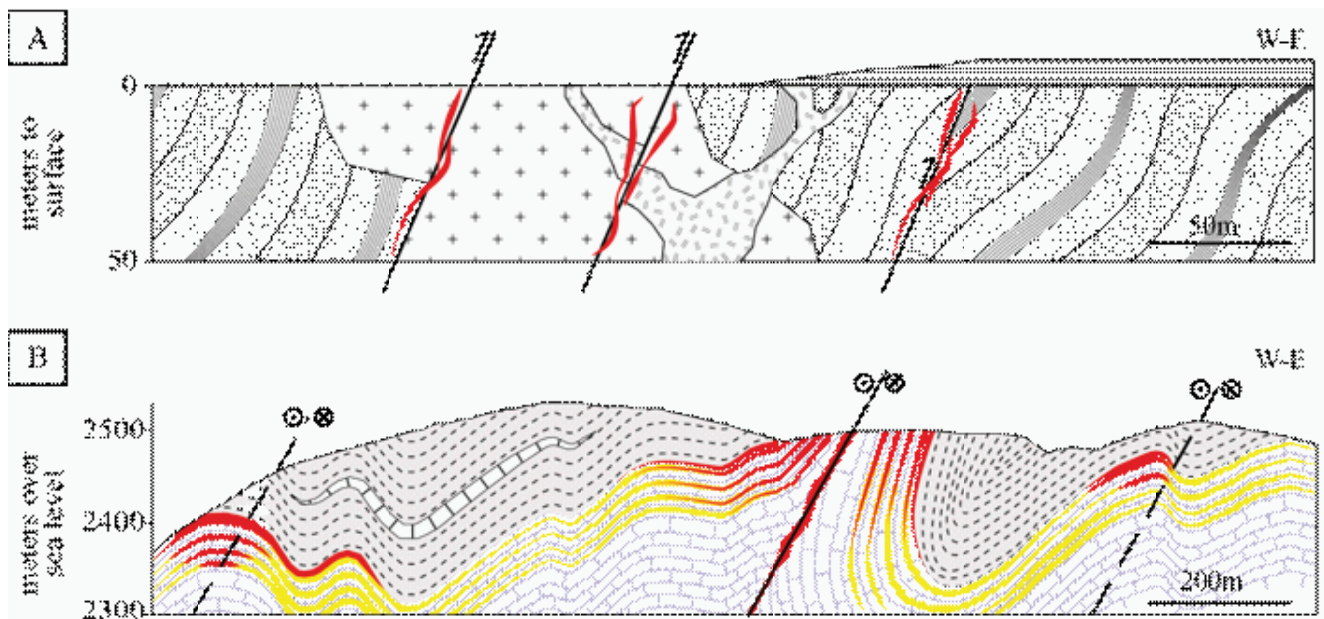 A
W-E
0
meters to
surface
50
50m
B
W-E
2500
2400
2300
meters over
sea level
200m